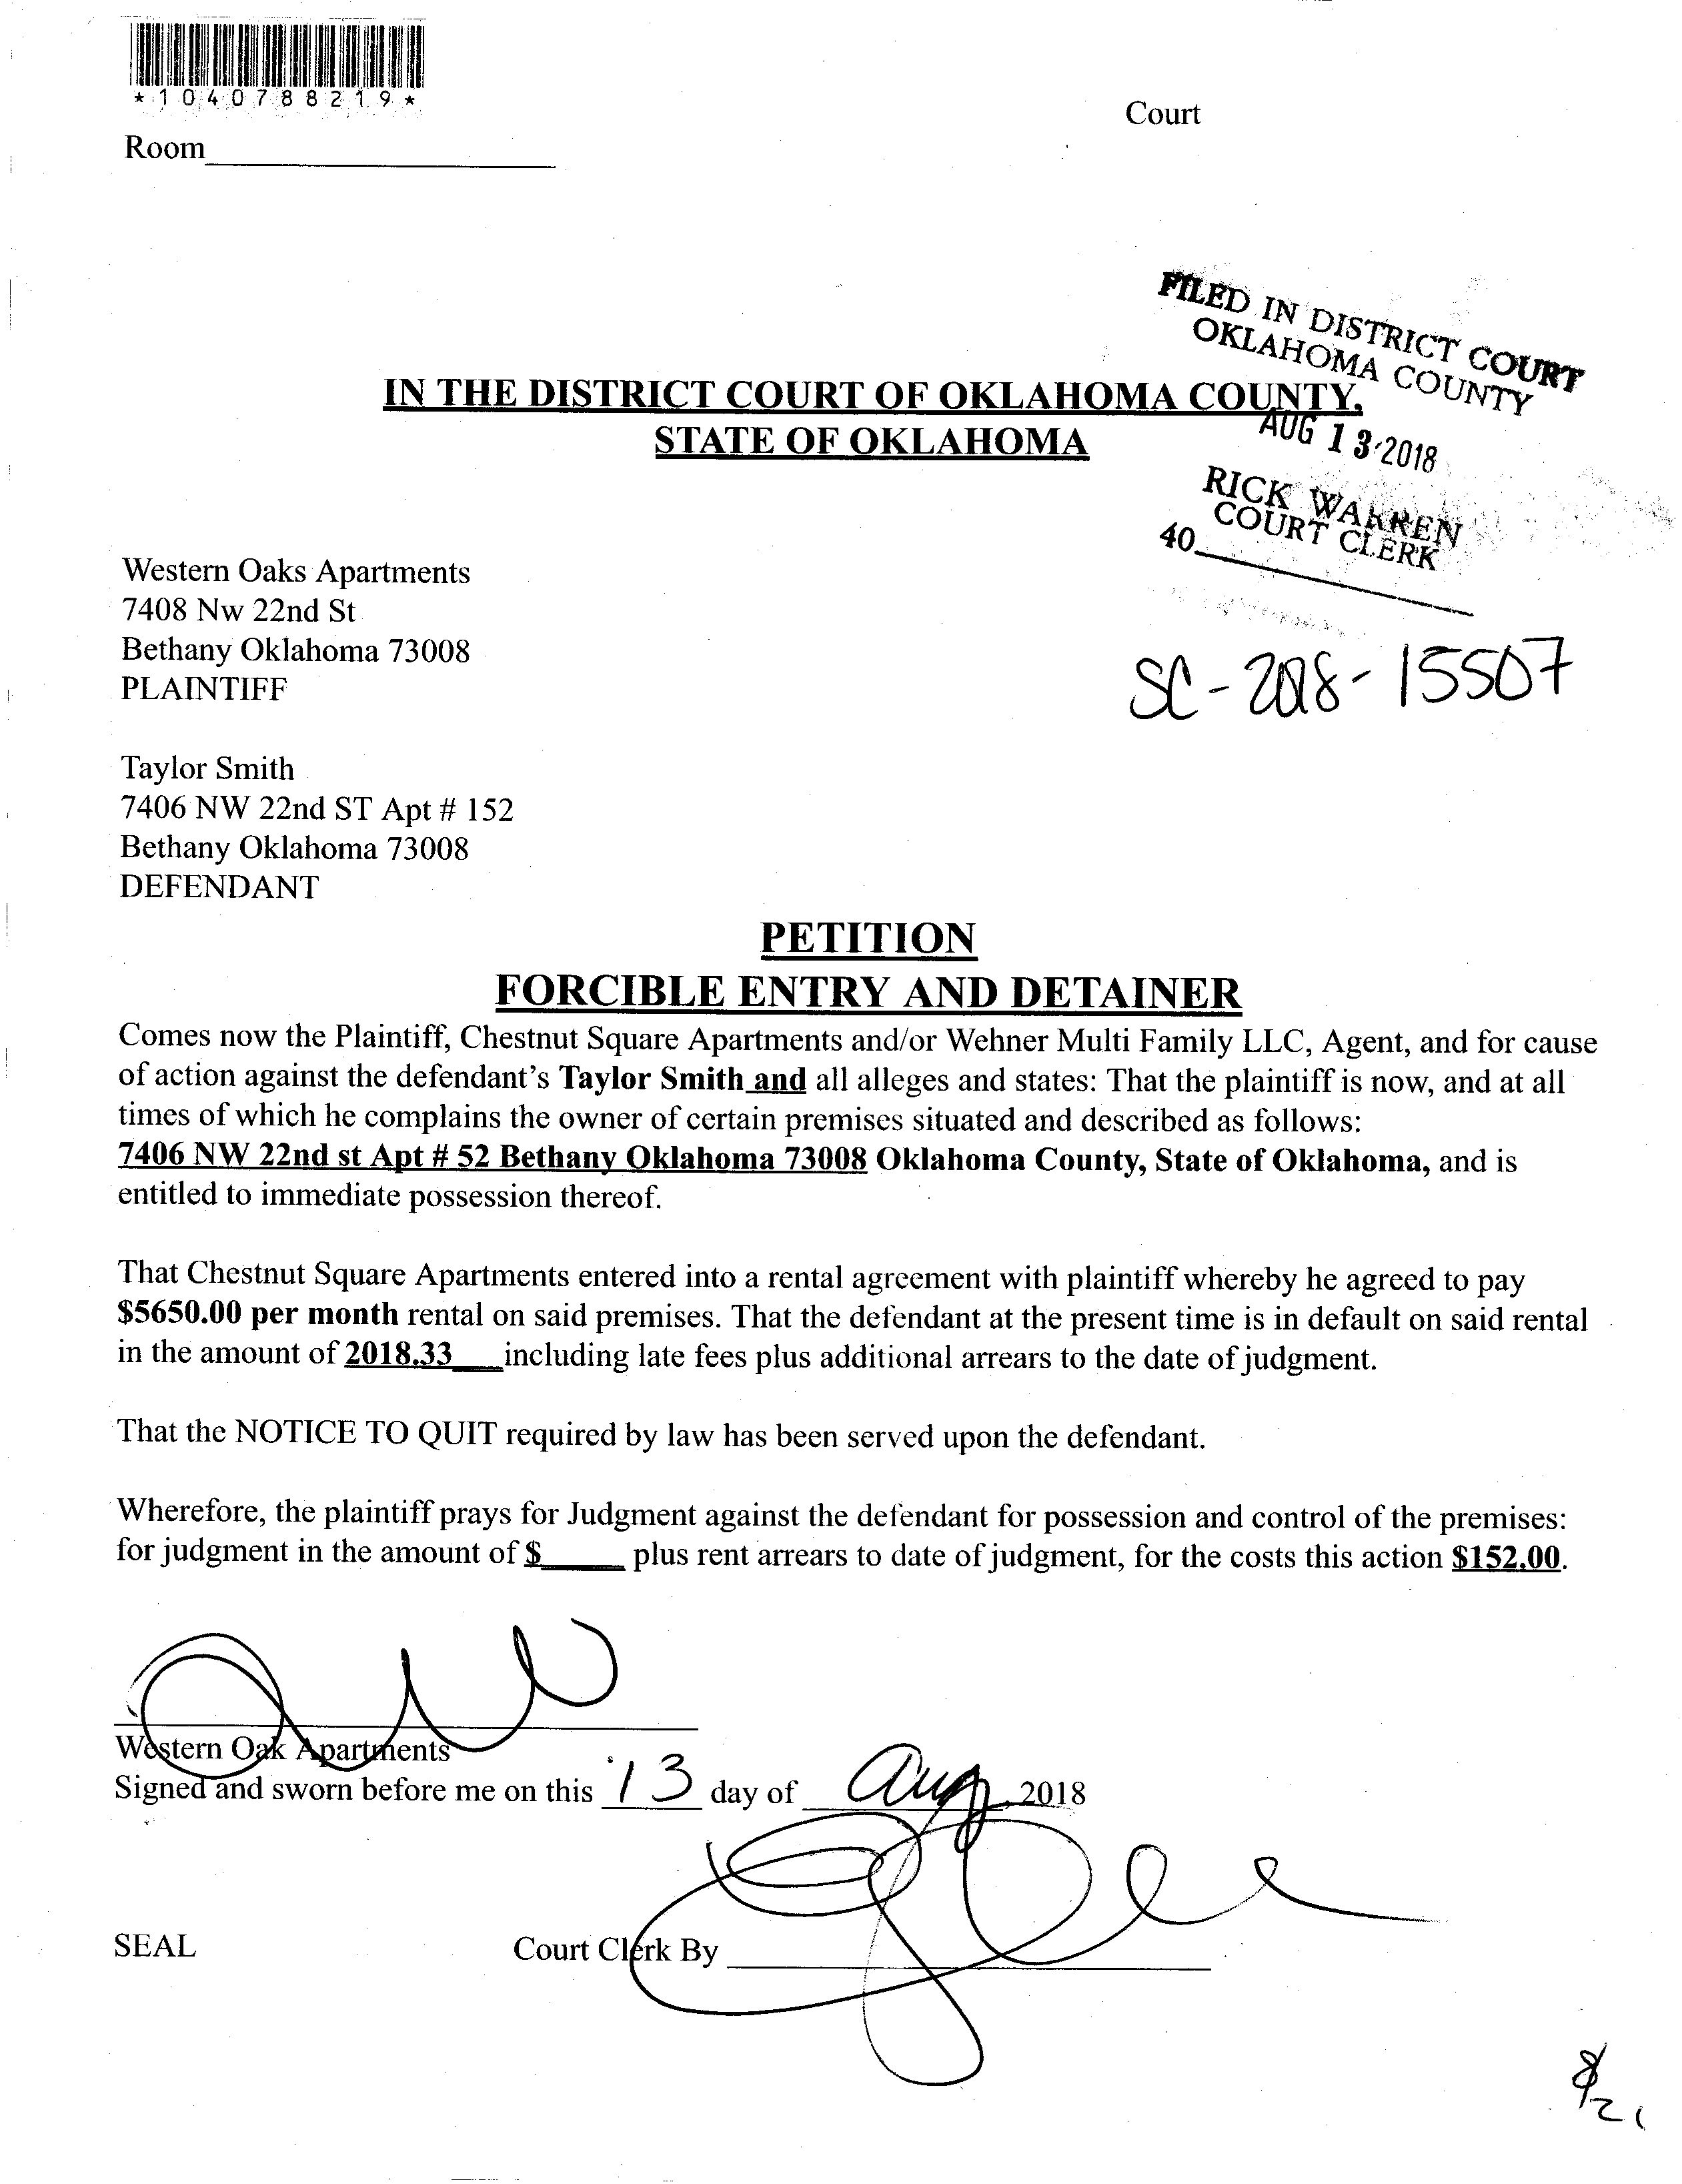 *1040788219*
Court
Room
FILED IN DISTRICT COURT
OKLAHOMA COUNTY
IN THE DISTRICT COURT OF OKLAHOMA COUNTY,
STATE OF OKLAHOMA
AUG 13 2018
RICK WARREN
COURT CLERK
40
Western Oaks Apartments
7408 Nw 22nd St
Bethany Oklahoma 73008
PLAINTIFF
SC-2018-15507
Taylor Smith
7406 NW 22nd ST Apt # 152
Bethany Oklahoma 73008
DEFENDANT
PETITION
FORCIBLE ENTRY AND DETAINER
Comes now the Plaintiff, Chestnut Square Apartments and/or Wehner Multi Family LLC, Agent, and for cause
of action against the defendant's Taylor Smith and all alleges and states: That the plaintiff is now, and at all
times of which he complains the owner of certain premises situated and described as follows:
7406 NW 22nd st Apt # 52 Bethany Oklahoma 73008 Oklahoma County, State of Oklahoma, and is
entitled to immediate possession thereof.
That Chestnut Square Apartments entered into a rental agreement with plaintiff whereby he agreed to pay
$5650.00 per month rental on said premises. That the defendant at the present time is in default on said rental
in the amount of 2018.33___including late fees plus additional arrears to the date of judgment.
That the NOTICE TO QUIT required by law has been served upon the defendant.
Wherefore, the plaintiff prays for Judgment against the defendant for possession and control of the premises:
for judgment in the amount of $_____ plus rent arrears to date of judgment, for the costs this action $152.00.
Western Oak Apartments
Signed and sworn before me on this 13 day of Aug, 2018
SEAL
Court Clerk By
8/21